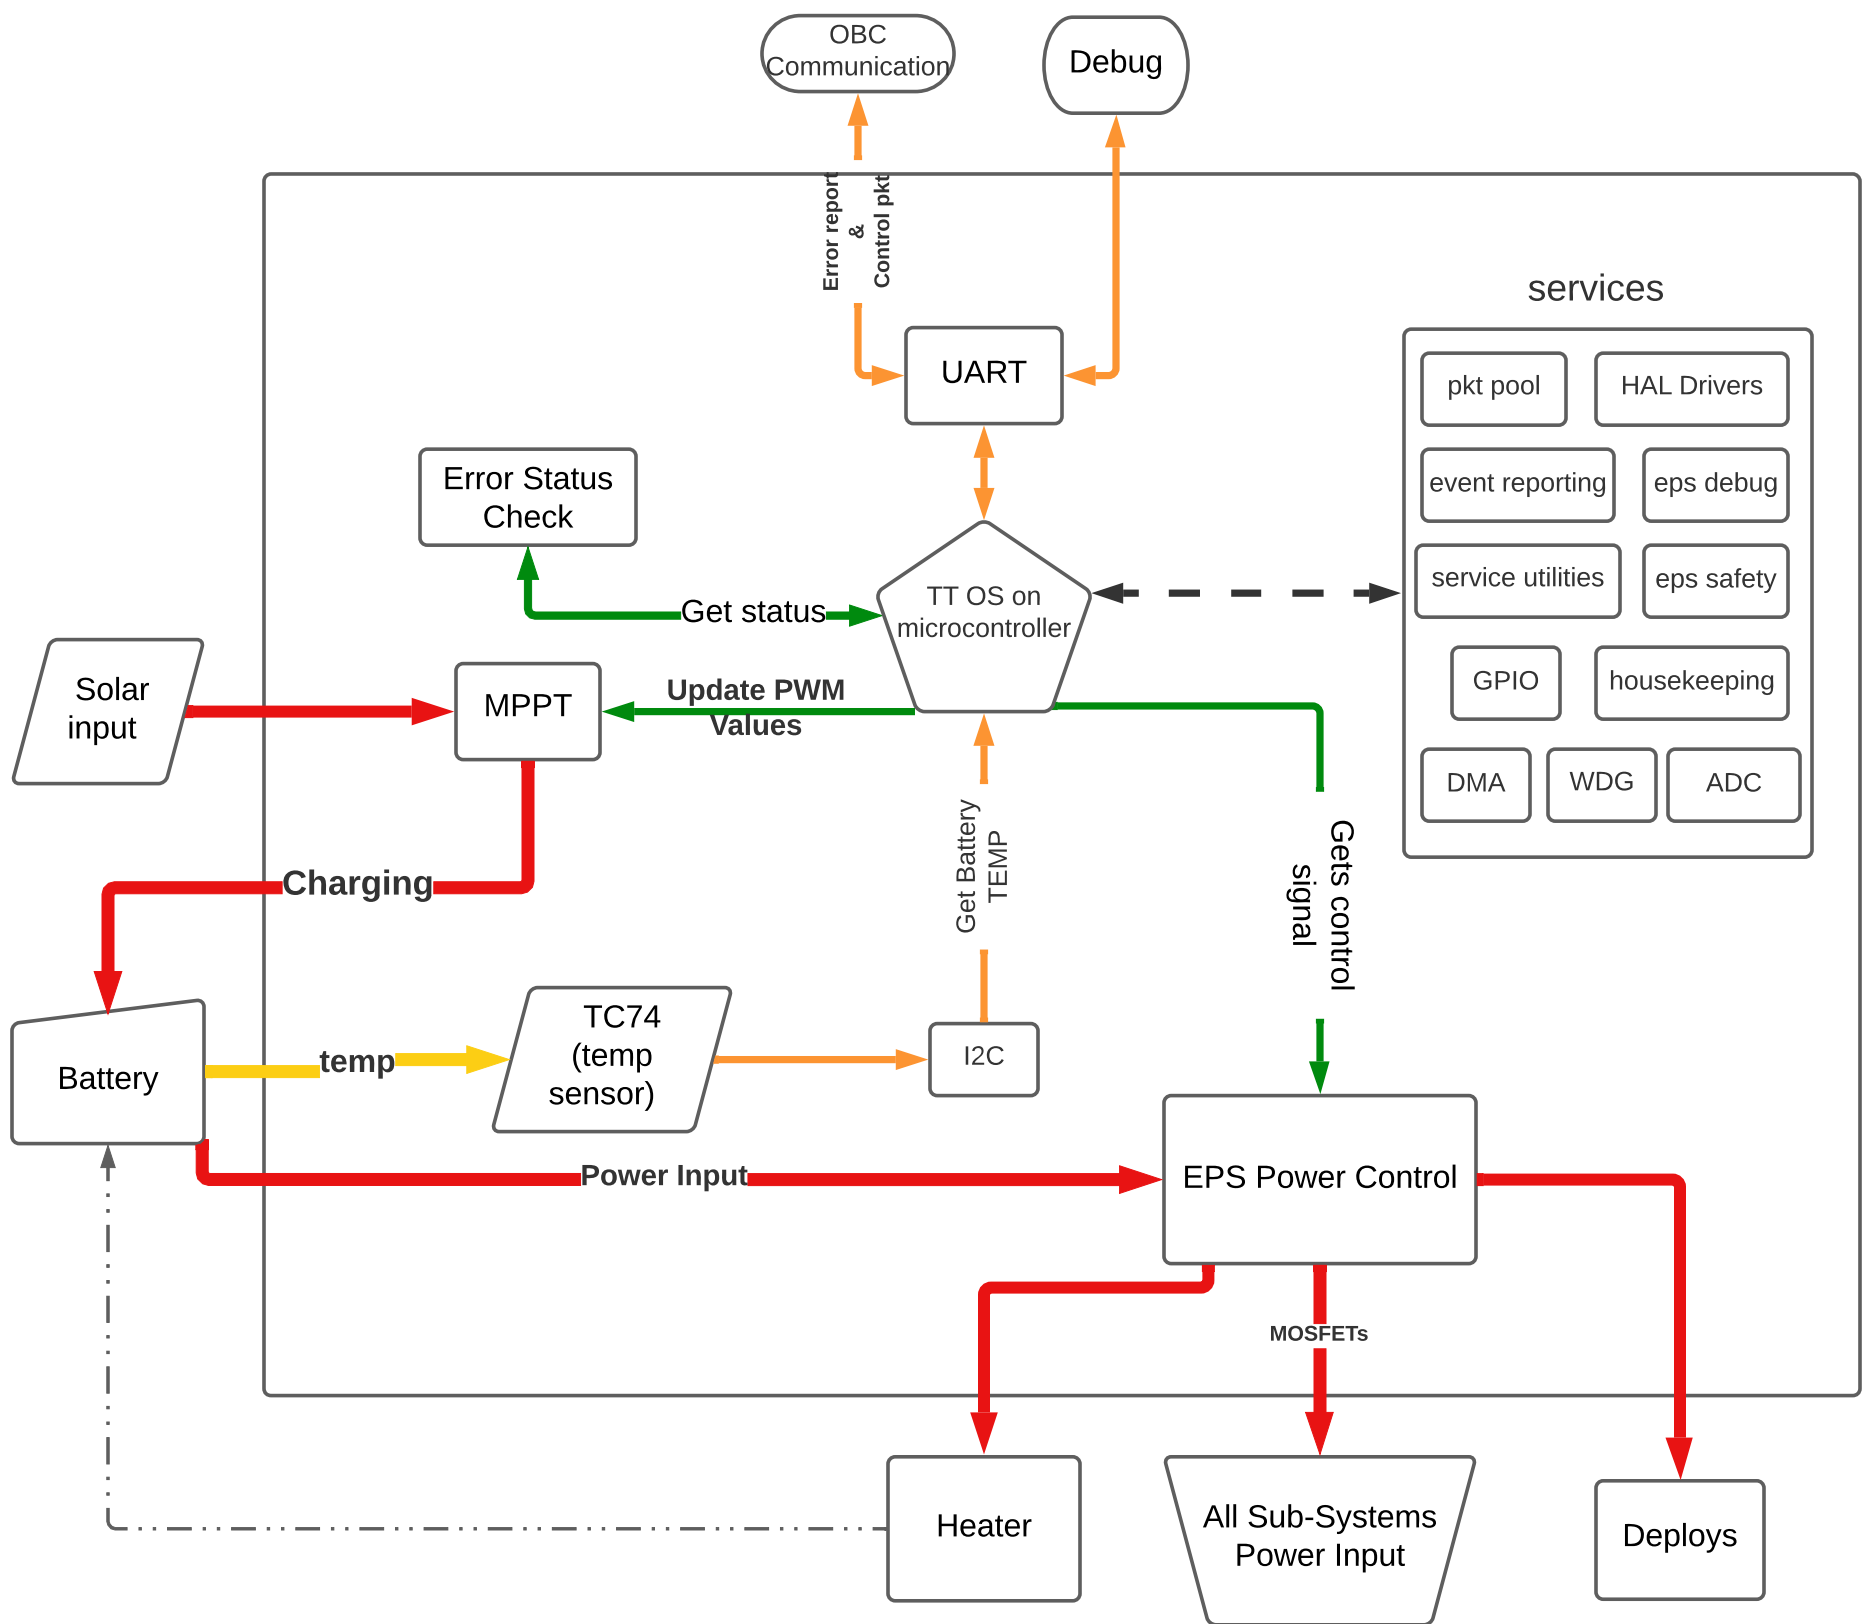 OBC
Communication
Debug
Error report
&
Control pkt
services
UART
pkt pool
HAL Drivers
Error Status
Check
event reporting
eps debug
TT OS on
microcontroller
service utilities
eps safety
Get status
Solar
input
MPPT
Update PWM
Values
GPIO
housekeeping
DMA
WDG
ADC
Charging
Get Battery
TEMP
Gets control
signal
Battery
temp
TC74
(temp
sensor)
I2C
Power Input
EPS Power Control
MOSFETs
Heater
All Sub-Systems
Power Input
Deploys